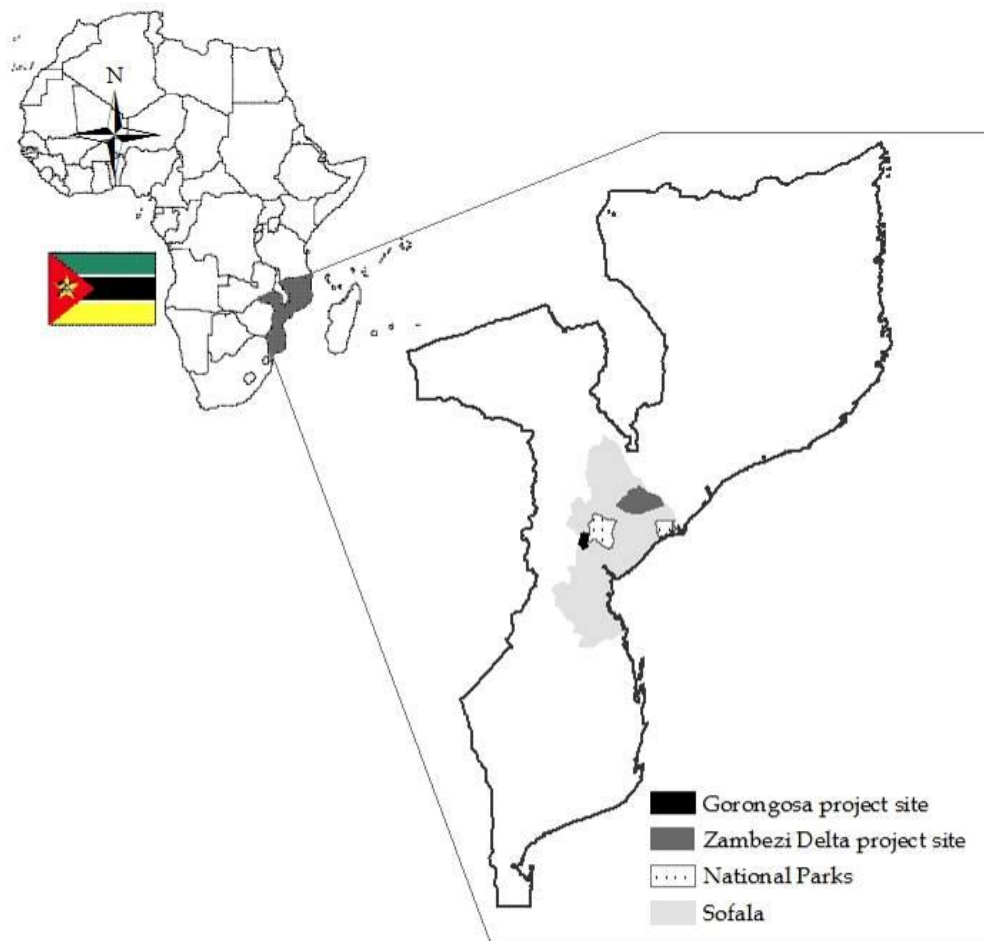 N
Gorongosa project site
Zambezi Delta project site
National Parks
Sofala